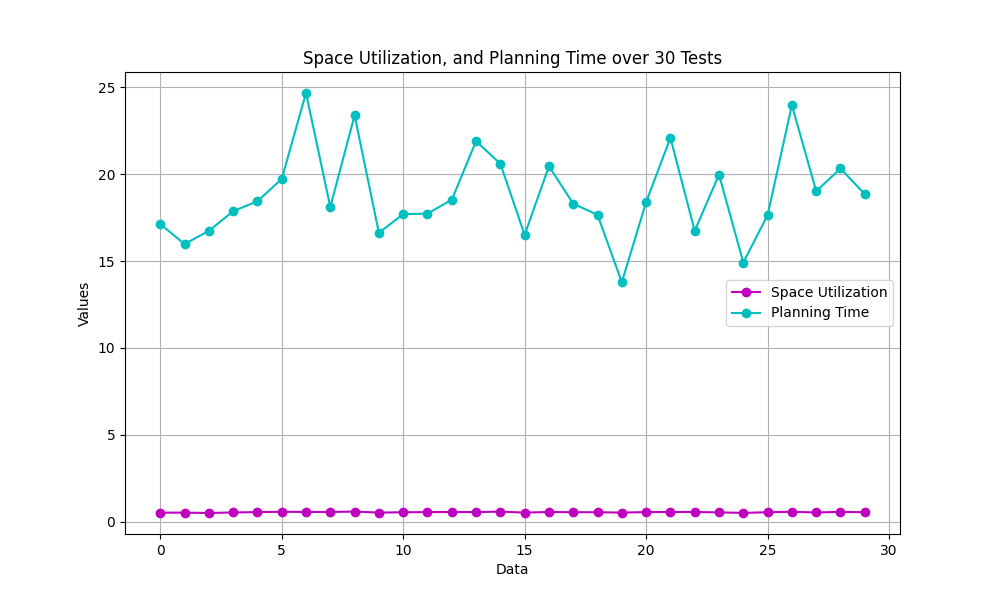 Space Utilization, and Planning Time over 30 Tests
25
20
15
10
5
0
Values
Space Utilization
Planning Time
0 5 10 15 20 25 30
Data